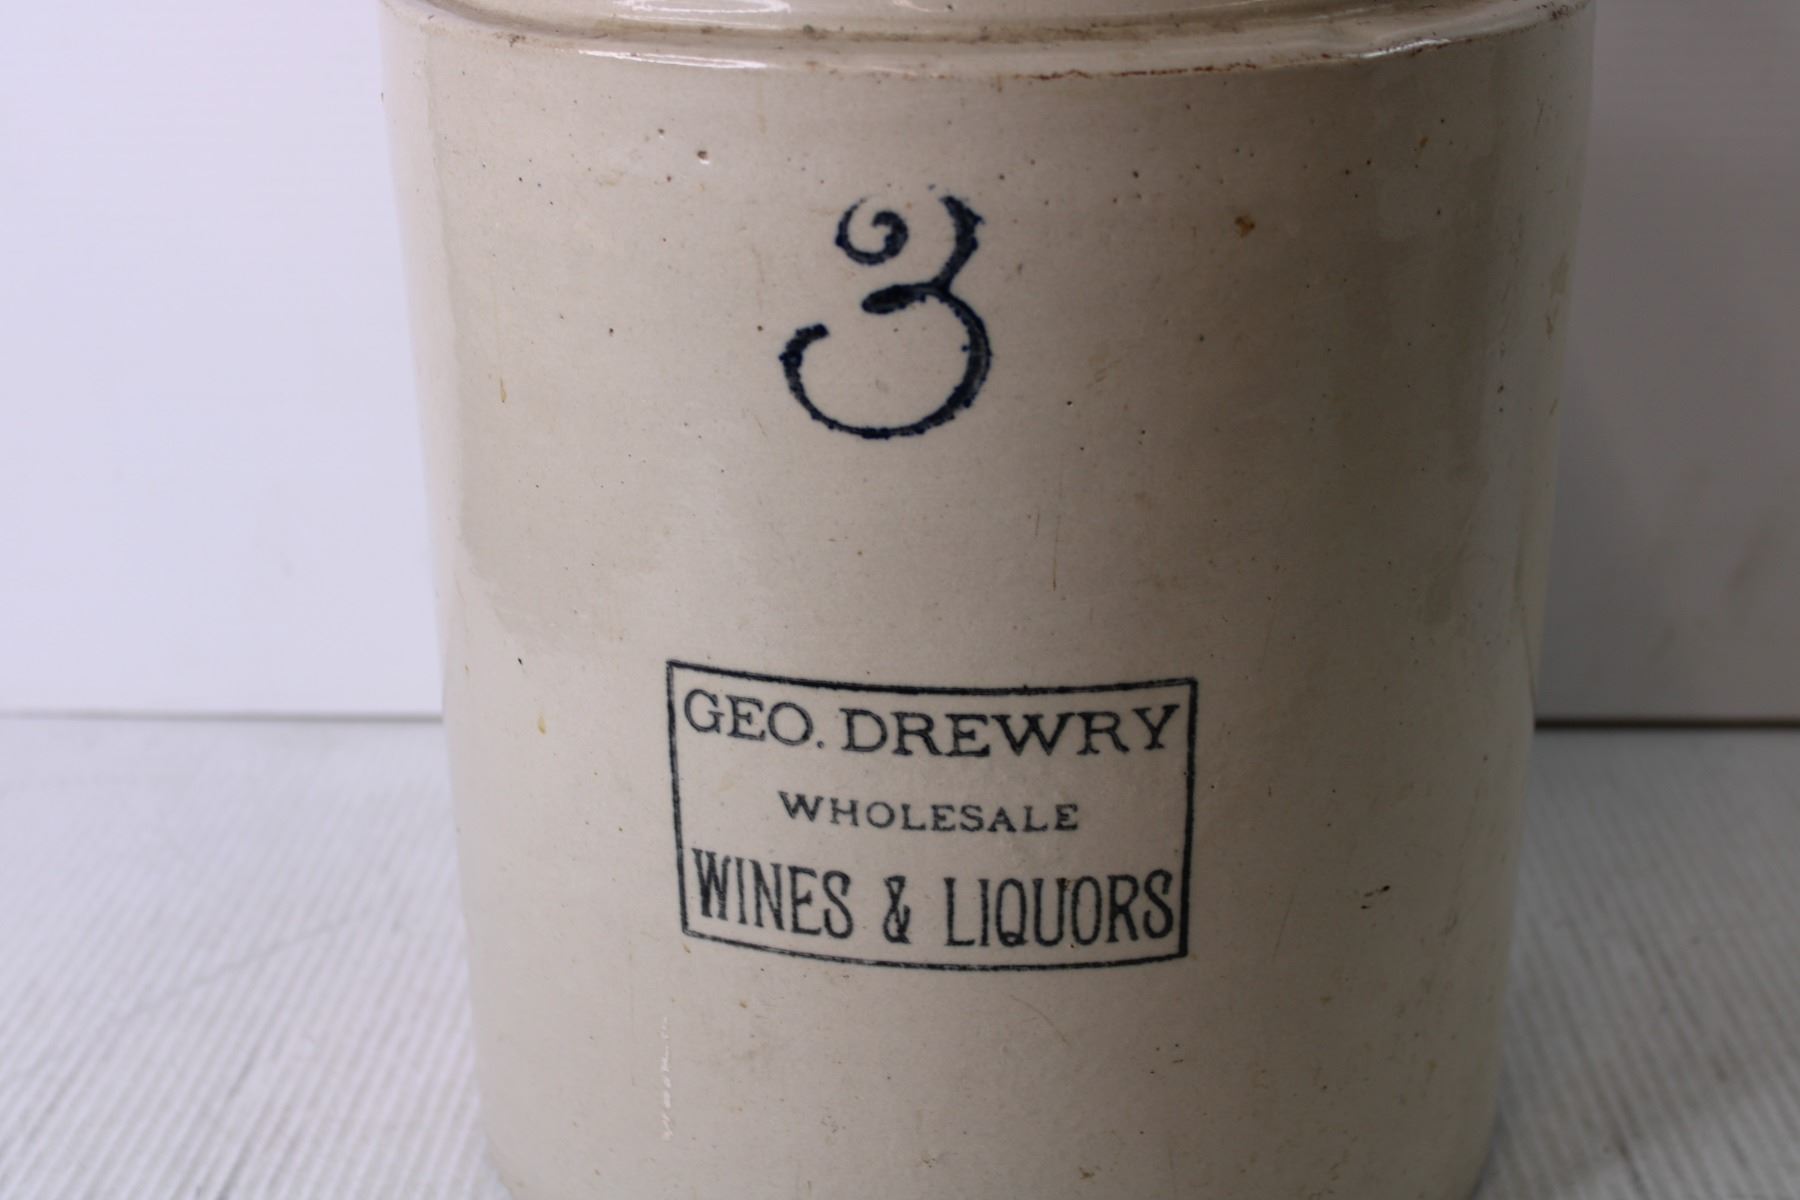 3
GEO. DREWRY
WHOLESALE
WINES & LIQUORS